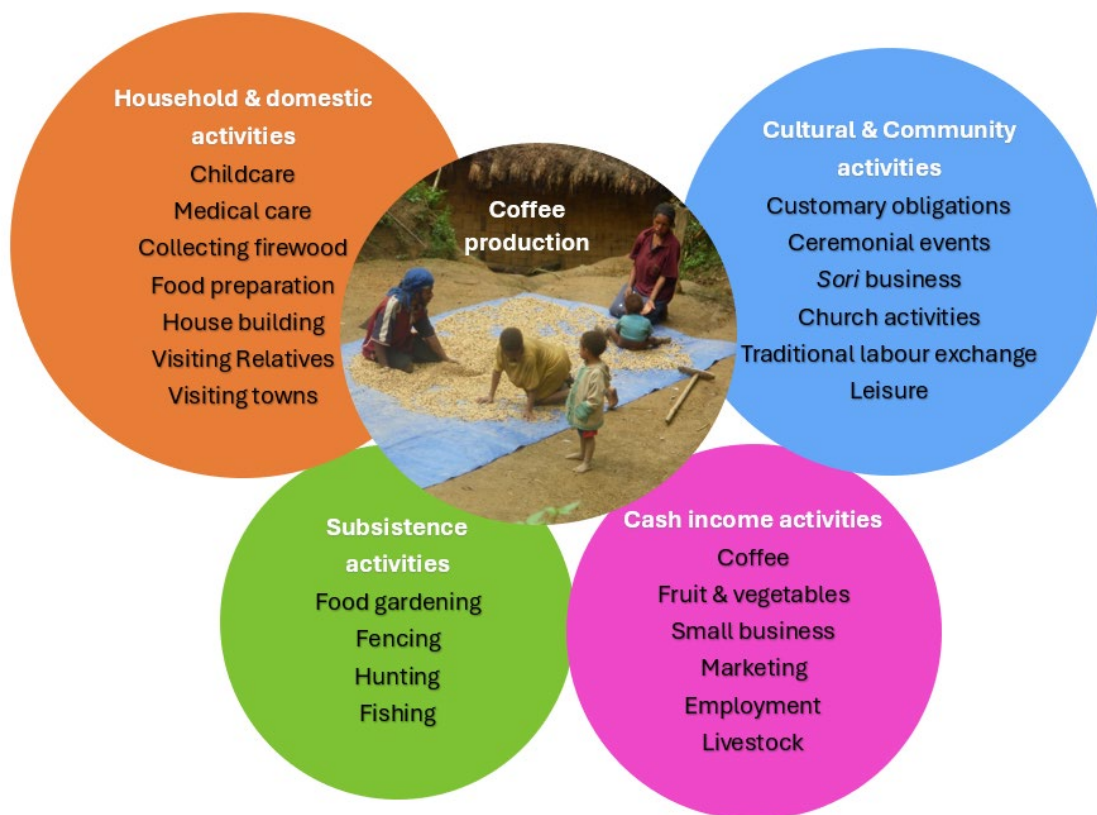 Household & domestic
activities
Childcare
Medical care
Collecting firewood
Food preparation
House building
Visiting Relatives
Visiting towns
Coffee
production
Cultural & Community
activities
Customary obligations
Ceremonial events
Sori business
Church activities
Traditional labour exchange
Leisure
Subsistence
activities
Food gardening
Fencing
Hunting
Fishing
Cash income activities
Coffee
Fruit & vegetables
Small business
Marketing
Employment
Livestock